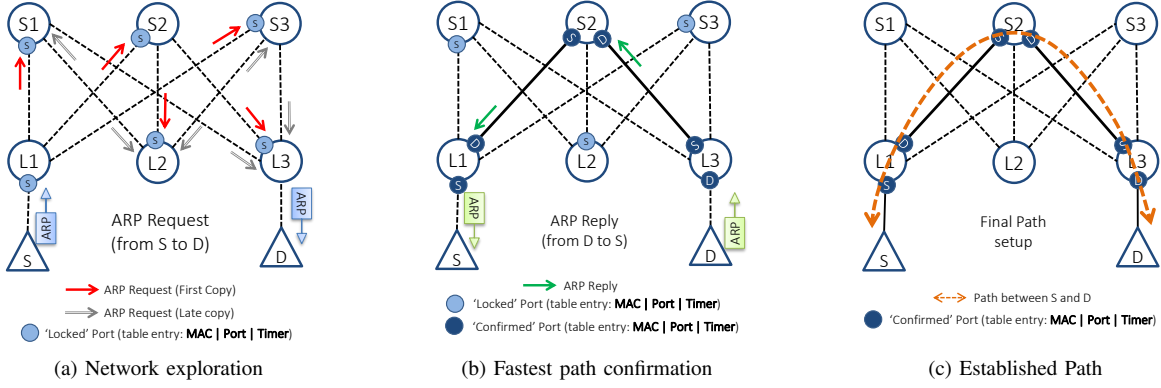 S1 S2 S3
S S S
S S
L1 L2 L3
S
ARP ARP
ARP Request
(from S to D)
S D
ARP Request (First Copy)
ARP Request (Late copy)
'Locked' Port (table entry: MAC | Port | Timer)
(a) Network exploration
S1 S2 S3
S S D S
D S S
L1 L2 L3
S D
ARP ARP
ARP Reply
(from D to S)
S D
ARP Reply
'Locked' Port (table entry: MAC | Port | Timer)
'Confirmed' Port (table entry: MAC | Port | Timer)
(b) Fastest path confirmation
S1 S2 S3
S D
D S
L1 L2 L3
S D
Final Path
setup
S D
Path between S and D
'Confirmed' Port (table entry: MAC | Port | Timer)
(c) Established Path